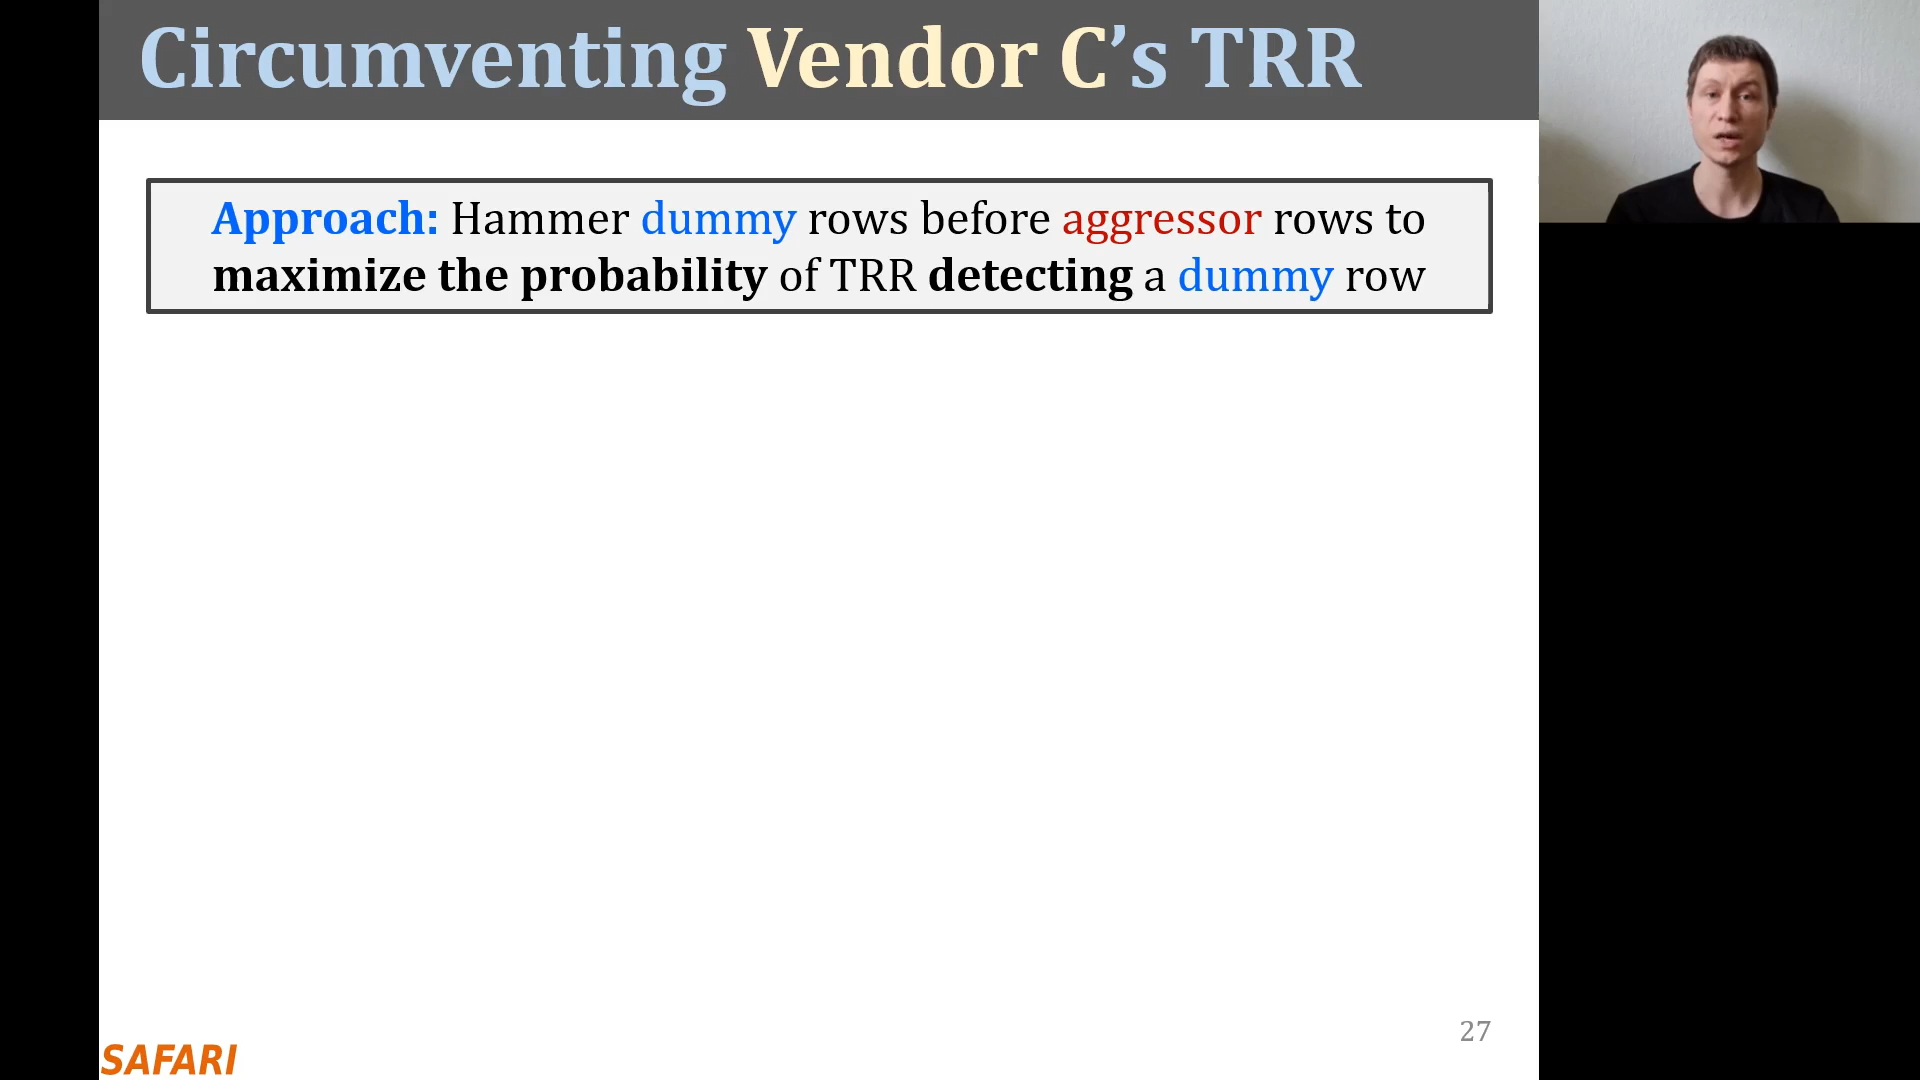 Circumventing Vendor C’s TRR
Approach: Hammer dummy rows before aggressor rows to
maximize the probability of TRR detecting a dummy row
27
SAFARI